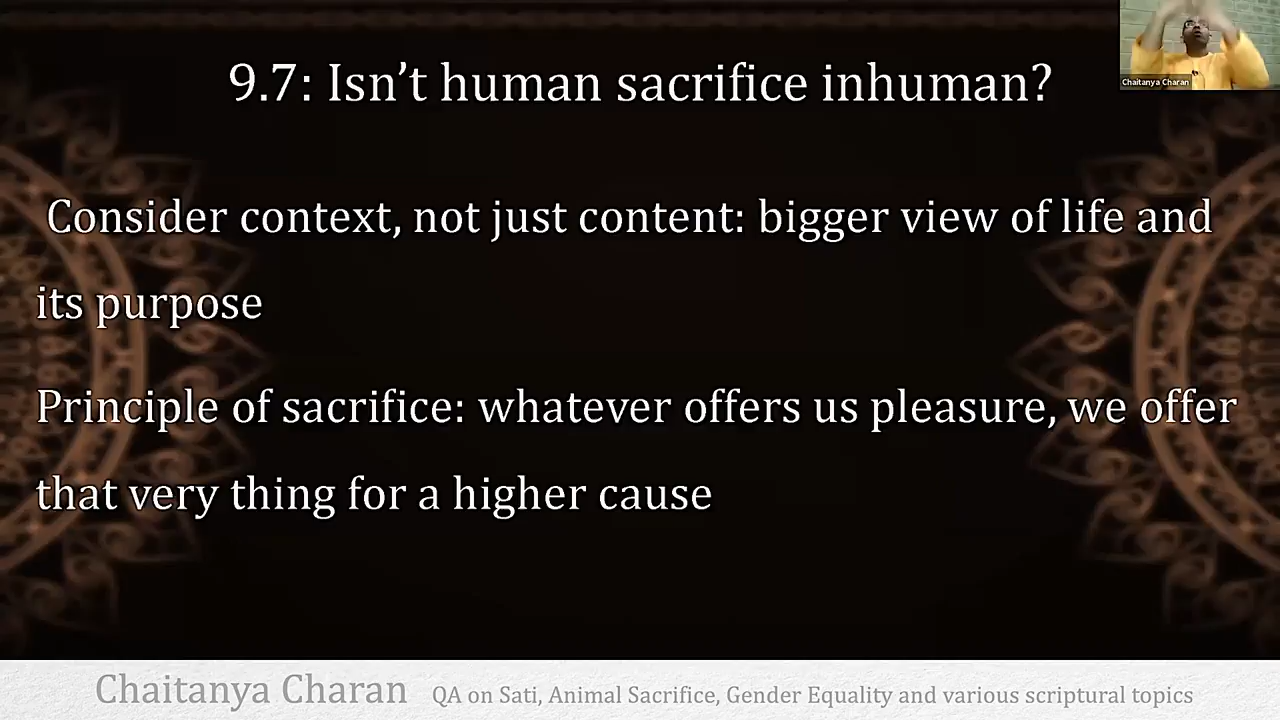 9.7: Isn’t human sacrifice inhuman?
Chaitanya Charan
Consider context, not just content: bigger view of life and
its purpose
Principle of sacrifice: whatever offers us pleasure, we offer
that very thing for a higher cause
Chaitanya Charan QA on Sati, Animal Sacrifice, Gender Equality and various scriptural topics